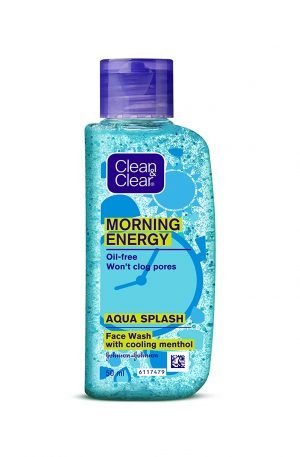 Clean &
Clear®
MORNING
ENERGY
Oil-free
Won't clog pores
AQUA SPLASH
Face Wash
with cooling menthol
Johnson & Johnson
50 ml
6117479